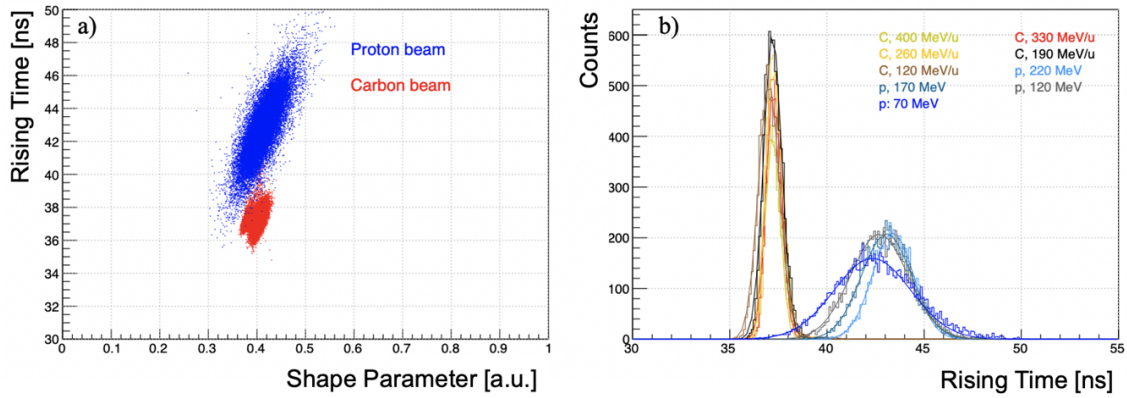 a)
Rising Time [ns]
50
48
46
44
42
40
38
36
34
32
30
Proton beam
Carbon beam
0 0.1 0.2 0.3 0.4 0.5 0.6 0.7 0.8 0.9 1
Shape Parameter [a.u.]
b)
Counts
600
500
400
300
200
100
0
C, 400 MeV/u C, 330 MeV/u
C, 260 MeV/u C, 190 MeV/u
C, 120 MeV/u p, 220 MeV
p, 170 MeV p, 120 MeV
p: 70 MeV
30 35 40 45 50 55
Rising Time [ns]